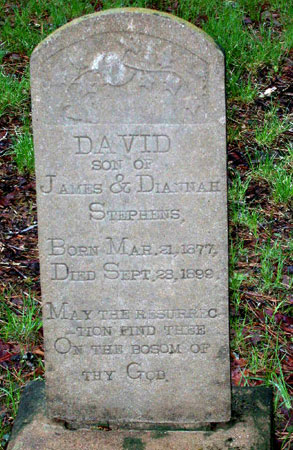 DAVID
SON OF
JAMES & DIANNAH
STEPHENS.
BORN MAR. 21. 1877.
DIED SEPT. 28, 1899.
MAY THE RESURREC
-TION FIND THEE
ON THE BOSOM OF
THY GOD.